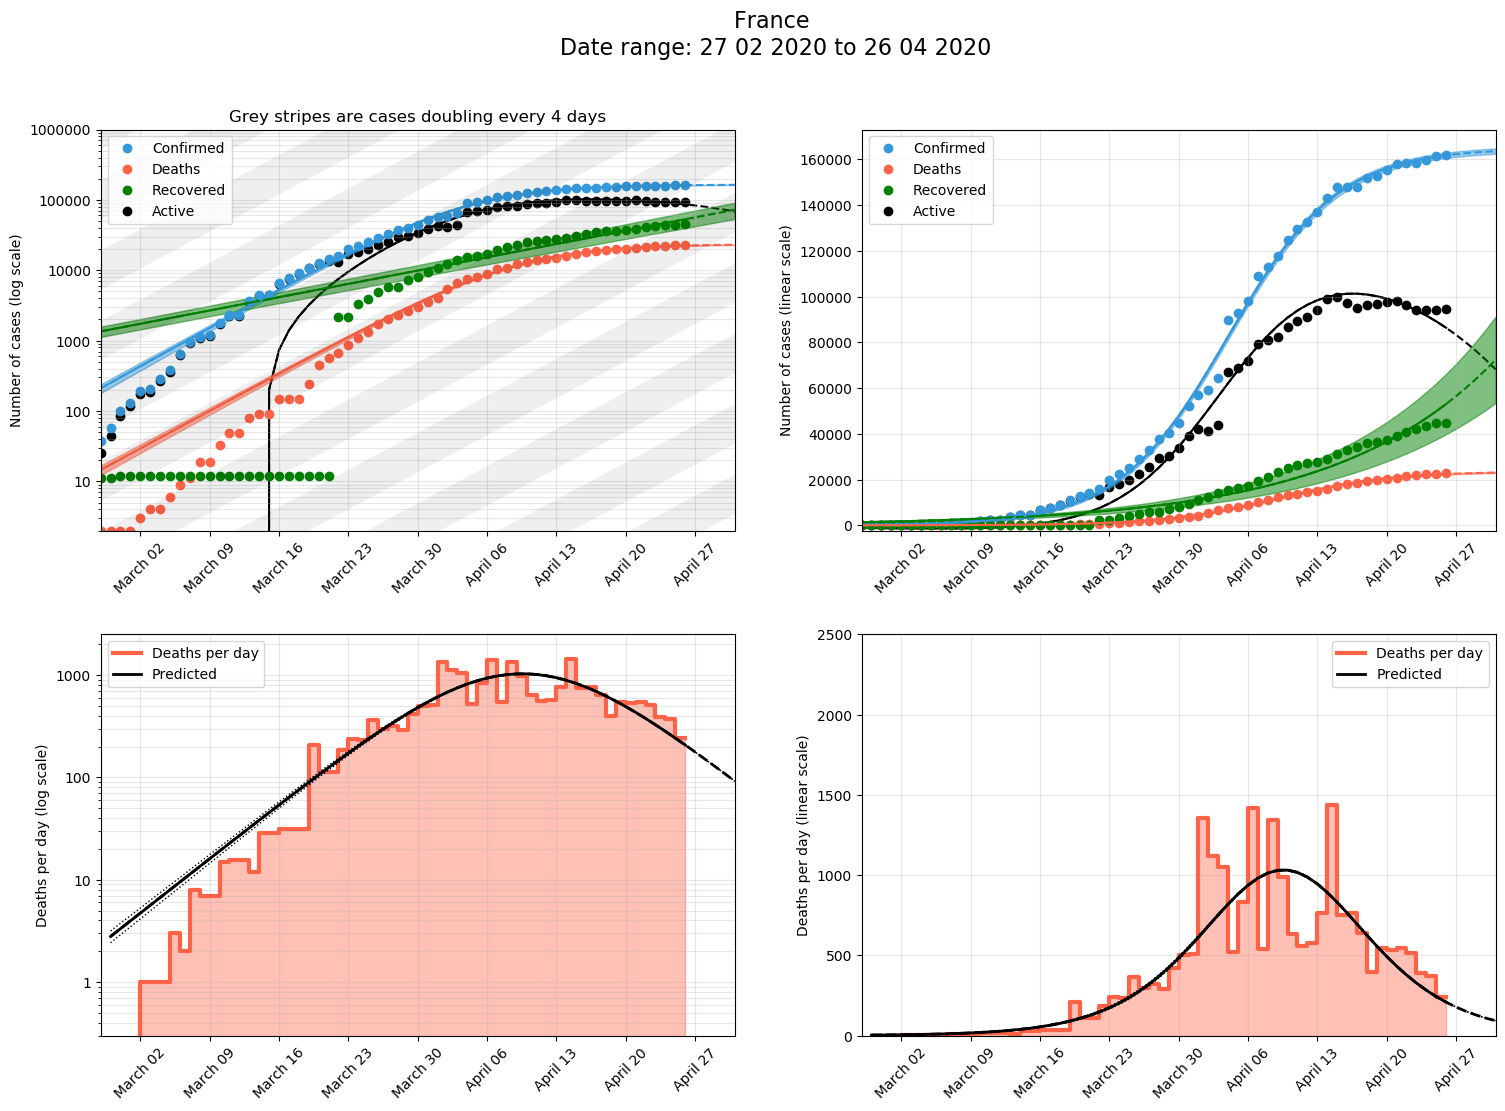 France
Date range: 27 02 2020 to 26 04 2020
Grey stripes are cases doubling every 4 days
Number of cases (log scale)
1000000
100000
10000
1000
100
10
Confirmed
Deaths
Recovered
Active
March 02
March 09
March 16
March 23
March 30
April 06
April 13
April 20
April 27
Number of cases (linear scale)
160000
140000
120000
100000
80000
60000
40000
20000
0
Confirmed
Deaths
Recovered
Active
March 02
March 09
March 16
March 23
March 30
April 06
April 13
April 20
April 27
Deaths per day (log scale)
1000
100
10
1
Deaths per day
Predicted
March 02
March 09
March 16
March 23
March 30
April 06
April 13
April 20
April 27
Deaths per day (linear scale)
2500
2000
1500
1000
500
0
Deaths per day
Predicted
March 02
March 09
March 16
March 23
March 30
April 06
April 13
April 20
April 27